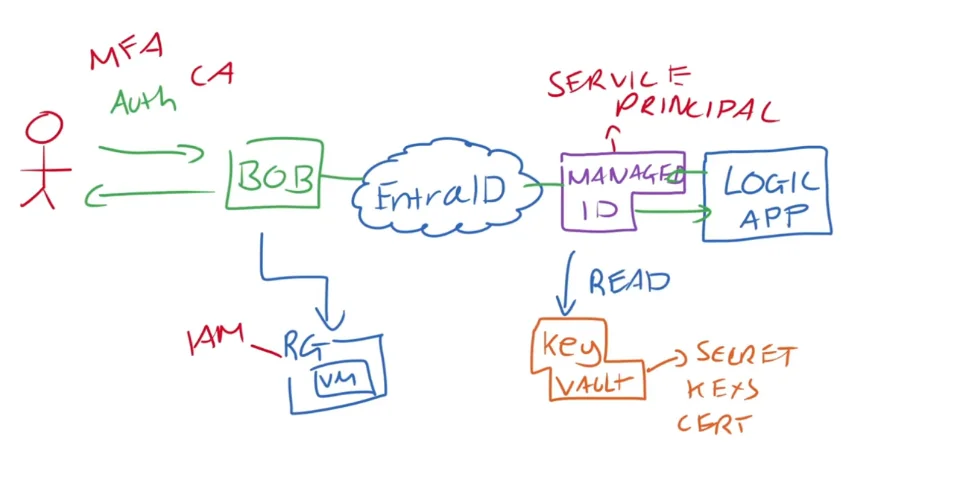 MFA
CA
Auth
BOB
EntraID
SERVICE
PRINCIPAL
MANAGED
ID
LOGIC
APP
IAM
RG
VM
READ
Key
VAULT
SECRET
KEYS
CERT